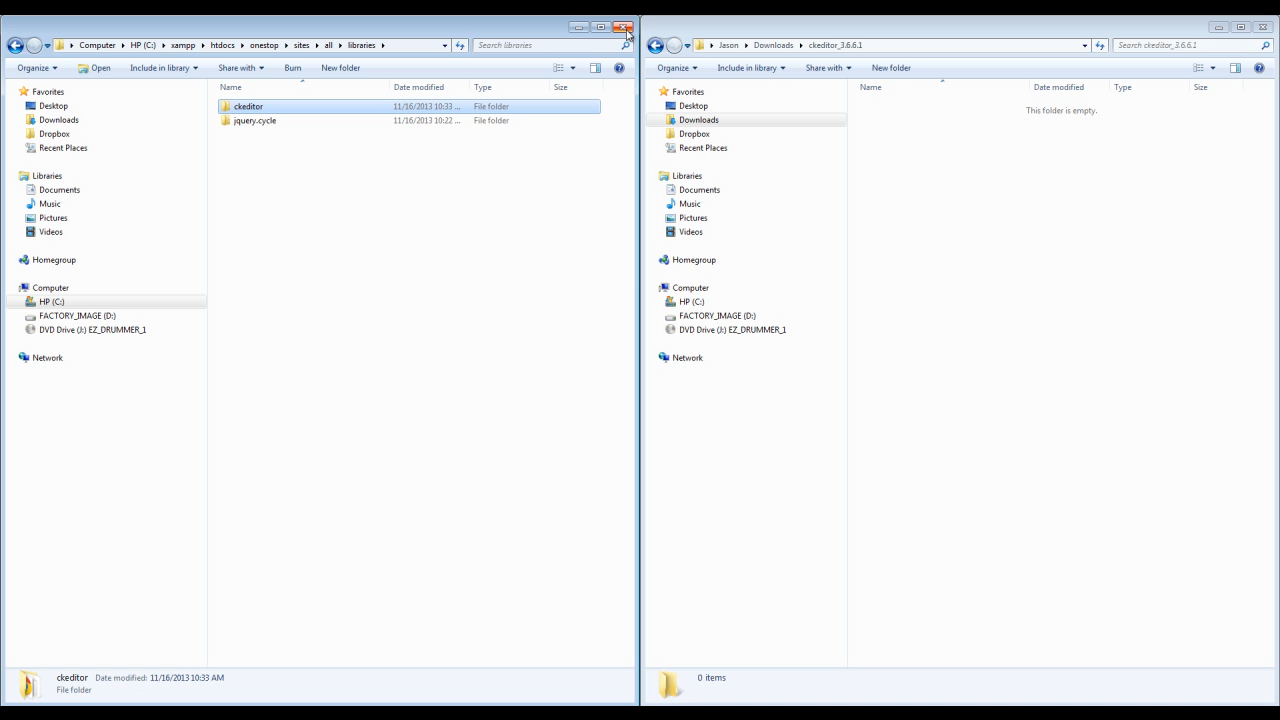 Computer HP (C:) xampp htdocs onestop sites all libraries
Search libraries
Organize Open Include in library Share with Burn New folder
Name Date modified Type Size
Favorites
Desktop
Downloads
Dropbox
Recent Places
Libraries
Documents
Music
Pictures
Videos
Homegroup
Computer
HP (C:)
FACTORY_IMAGE (D:)
DVD Drive (J:) EZ_DRUMMER_1
Network
ckeditor 11/16/2013 10:33 ... File folder
jquery.cycle 11/16/2013 10:22 ... File folder
ckeditor Date modified: 11/16/2013 10:33 AM
File folder
Jason Downloads ckeditor_3.6.6.1
Search ckeditor_3.6.6.1
Organize Include in library Share with New folder
Name Date modified Type Size
Favorites
Desktop
Downloads
Dropbox
Recent Places
Libraries
Documents
Music
Pictures
Videos
Homegroup
Computer
HP (C:)
FACTORY_IMAGE (D:)
DVD Drive (J:) EZ_DRUMMER_1
Network
This folder is empty.
0 items